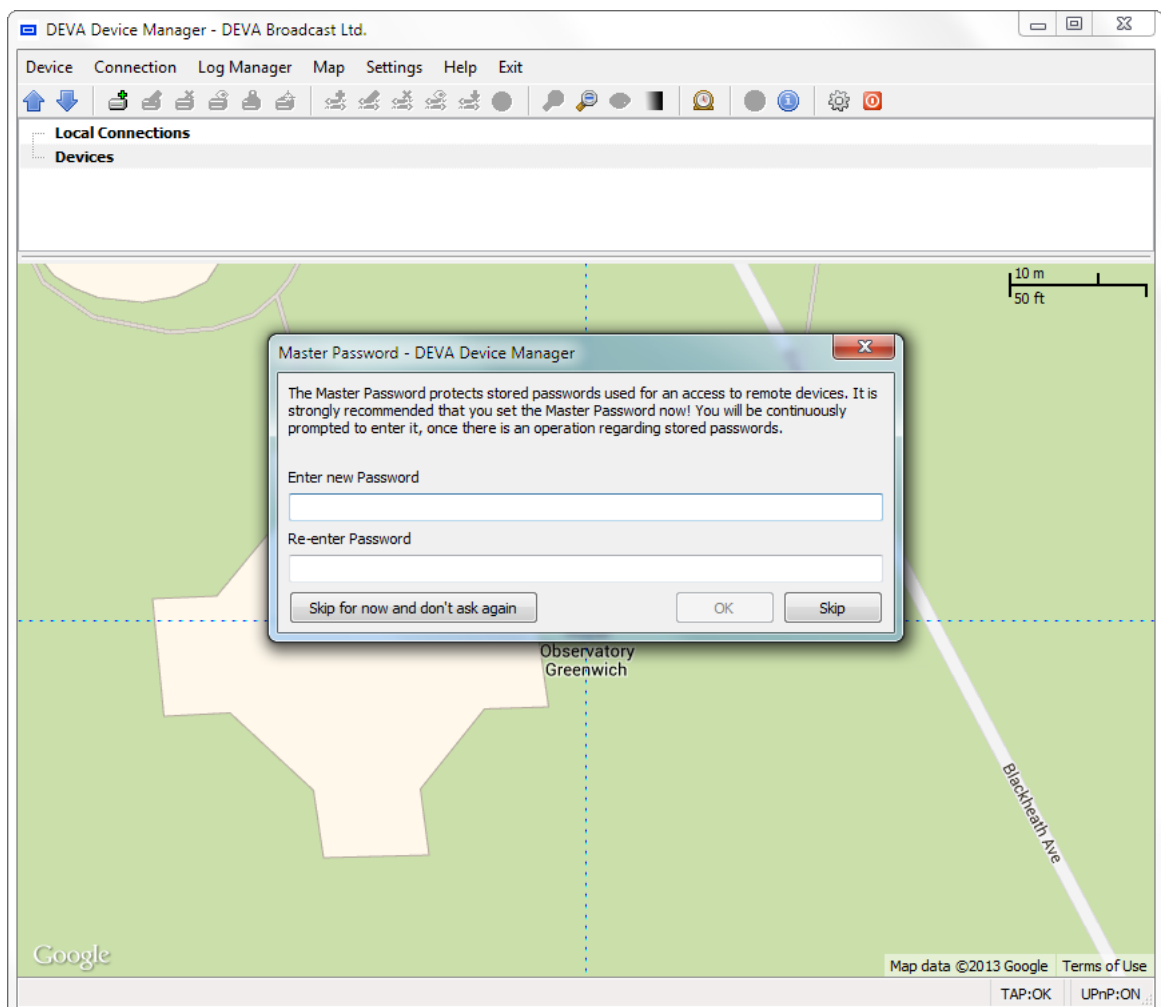 DEVA Device Manager - DEVA Broadcast Ltd.
Device Connection Log Manager Map Settings Help Exit
Local Connections
Devices
10 m
50 ft
Master Password - DEVA Device Manager
The Master Password protects stored passwords used for an access to remote devices. It is
strongly recommended that you set the Master Password now! You will be continuously
prompted to enter it, once there is an operation regarding stored passwords.
Enter new Password
Re-enter Password
Skip for now and don't ask again OK Skip
Observatory
Greenwich
Blackheath Ave
Google
Map data ©2013 Google Terms of Use
TAP:OK UPnP:ON